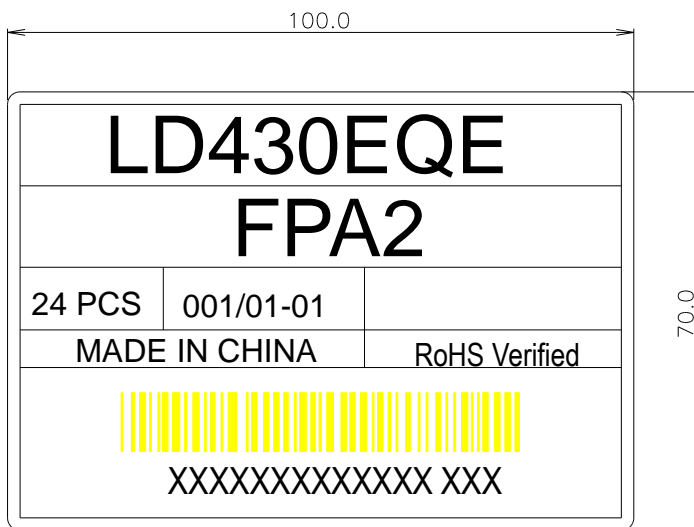 100.0
LD430EQE
FPA2
70.0
24 PCS 001/01-01
MADE IN CHINA RoHS Verified
XXXXXXXXXXXXX XXX